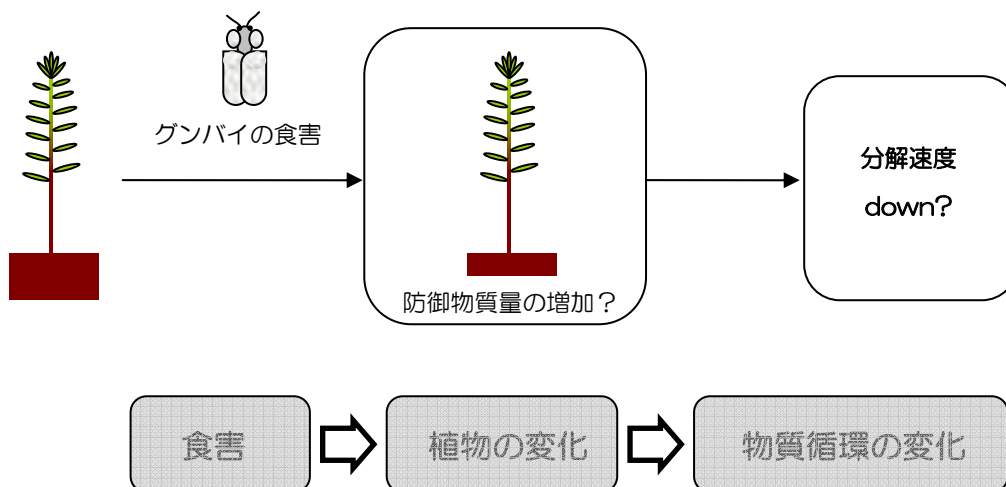 グンバイの食害
防御物質量の増加？
分解速度
down?
食害
植物の変化
物質循環の変化